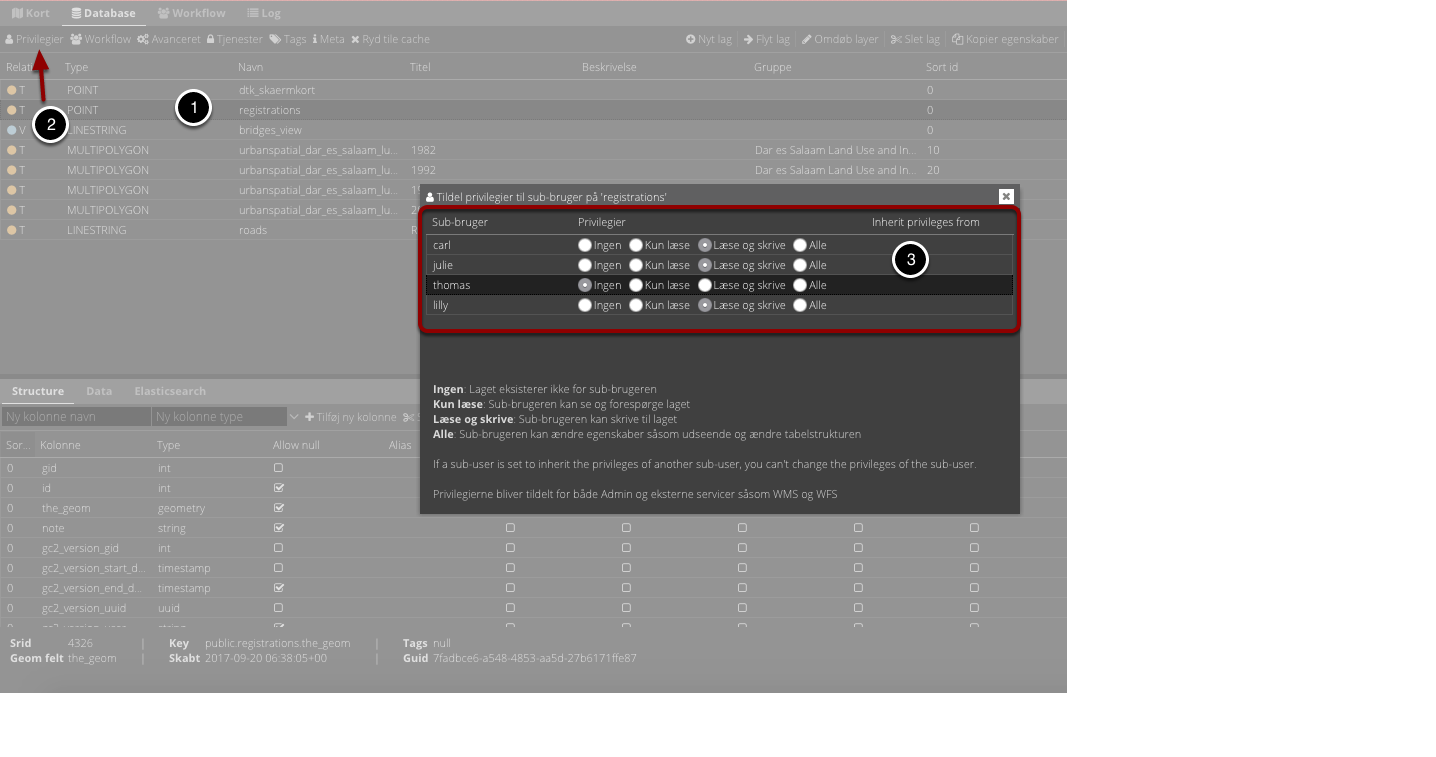 Kort Database Workflow Log
Privilegier Workflow Avanceret Tjenester Tags Meta Ryd tile cache Nyt lag Flyt lag Omdøb layer Slet lag Kopier egenskaber
Type Navn Titel Beskrivelse Gruppe Sort id
T POINT dtk_skaermkort 0
T POINT registrations 0
1
2
V LINESTRING bridges_view 0
T MULTIPOLYGON urbanspatial_dar_es_salaam_lu... 1982 Dar es Salaam Land Use and In... 10
T MULTIPOLYGON urbanspatial_dar_es_salaam_lu... 1992 Dar es Salaam Land Use and In... 20
T MULTIPOLYGON urbanspatial_dar_es_salaam_lu...
T MULTIPOLYGON urbanspatial_dar_es_salaam_lu...
T LINESTRING roads
Tildel privilegier til sub-bruger på 'registrations'
Sub-bruger Privilegier Inherit privileges from
carl Ingen Kun læse Læse og skrive Alle
3
julie Ingen Kun læse Læse og skrive Alle
thomas Ingen Kun læse Læse og skrive Alle
lilly Ingen Kun læse Læse og skrive Alle
Ingen: Laget eksisterer ikke for sub-brugeren
Kun læse: Sub-brugeren kan se og forespørge laget
Læse og skrive: Sub-brugeren kan skrive til laget
Alle: Sub-brugeren kan ændre egenskaber såsom udseende og ændre tabelstrukturen
If a sub-user is set to inherit the privileges of another sub-user, you can't change the privileges of the sub-user.
Privilegierne bliver tildelt for både Admin og eksterne servicer såsom WMS og WFS
Structure Data Elasticsearch
Ny kolonne navn Ny kolonne type Tilføj ny kolonne
Sor... Kolonne Type Allow null Alias
0 gid int
0 id int
0 the_geom geometry
0 note string
0 gc2_version_gid int
0 gc2_version_start_d... timestamp
0 gc2_version_end_d... timestamp
0 gc2_version_uuid uuid
Srid 4326 | Key public.registrations.the_geom | Tags null
Geom felt the_geom | Skabt 2017-09-20 06:38:05+00 | Guid 7fadbce6-a548-4853-aa5d-27b6171ffe87